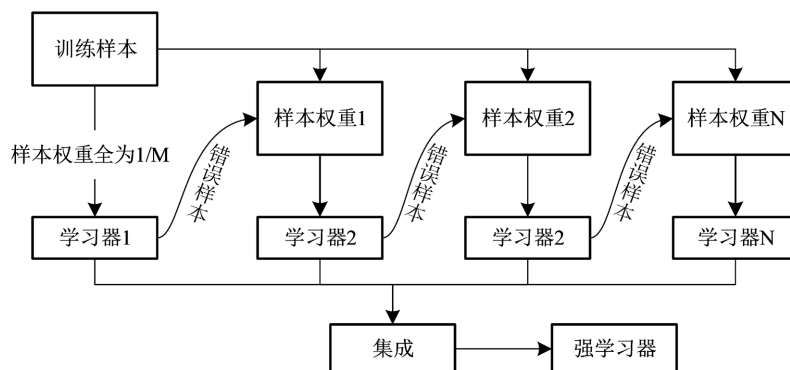 训练样本
样本权重1
样本权重2
样本权重N
样本权重全为1/M
错误样本
错误样本
错误样本
学习器1
学习器2
学习器2
学习器N
集成
强学习器